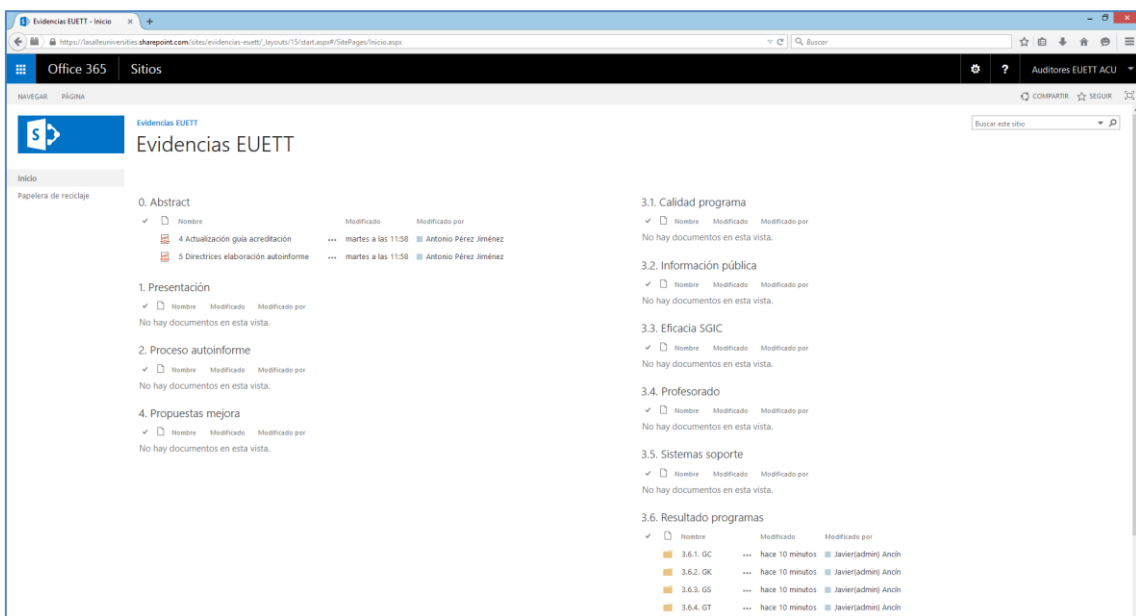 Evidencias EUETT - Inicio
https://lasalleuniversities.sharepoint.com/sites/evidencias-euett/_layouts/15/start.aspx#/SitePages/Inicio.aspx
Buscar
Office 365
Sitios
? Auditores EUETT ACU
NAVEGAR PÁGINA
COMPARTIR SEGUIR
S
Evidencias EUETT
Evidencias EUETT
Buscar este sitio
Inicio
Papelera de reciclaje
0. Abstract
Nombre Modificado Modificado por
4 Actualización guía acreditación ... martes a las 11:58 Antonio Pérez Jiménez
5 Directrices elaboración autoinforme ... martes a las 11:58 Antonio Pérez Jiménez
1. Presentación
Nombre Modificado Modificado por
No hay documentos en esta vista.
2. Proceso autoinforme
Nombre Modificado Modificado por
No hay documentos en esta vista.
4. Propuestas mejora
Nombre Modificado Modificado por
No hay documentos en esta vista.
3.1. Calidad programa
Nombre Modificado Modificado por
No hay documentos en esta vista.
3.2. Información pública
Nombre Modificado Modificado por
No hay documentos en esta vista.
3.3. Eficacia SGIC
Nombre Modificado Modificado por
No hay documentos en esta vista.
3.4. Profesorado
Nombre Modificado Modificado por
No hay documentos en esta vista.
3.5. Sistemas soporte
Nombre Modificado Modificado por
No hay documentos en esta vista.
3.6. Resultado programas
Nombre Modificado Modificado por
3.6.1. GC ... hace 10 minutos Javier(admin) Ancín
3.6.2. GK ... hace 10 minutos Javier(admin) Ancín
3.6.3. GS ... hace 10 minutos Javier(admin) Ancín
3.6.4. GT ... hace 10 minutos Javier(admin) Ancín